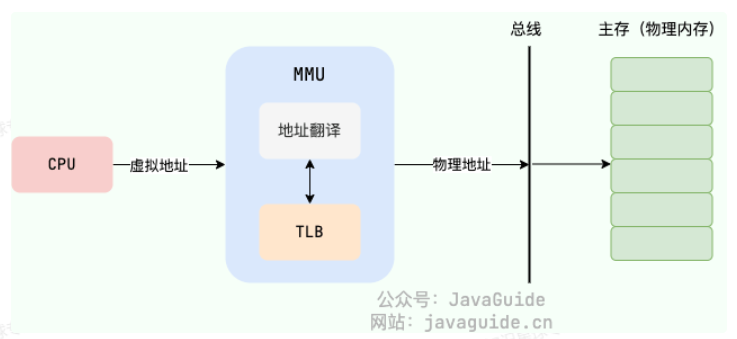 总线
主存（物理内存）
MMU
地址翻译
CPU
虚拟地址
物理地址
TLB
公众号：JavaGuide
网站：javaguide.cn